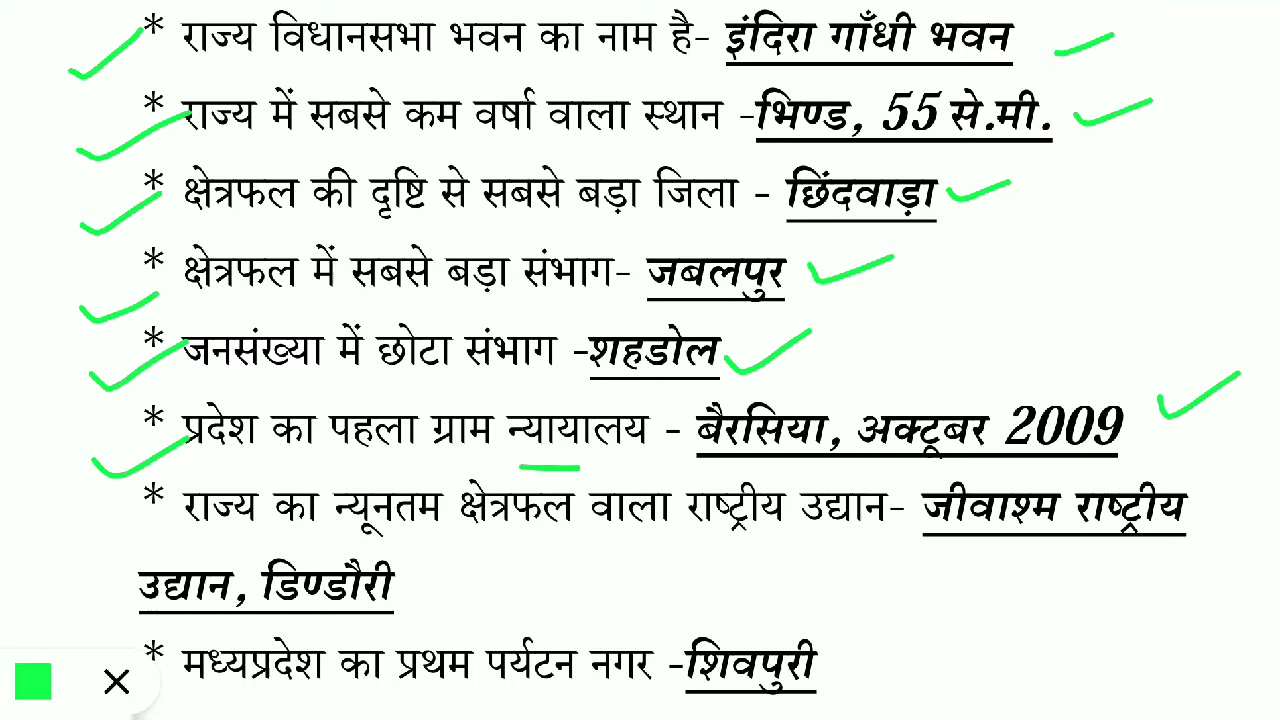 * राज्य विधानसभा भवन का नाम है- इंदिरा गाँधी भवन
* राज्य में सबसे कम वर्षा वाला स्थान -भिण्ड, 55 से.मी.
* क्षेत्रफल की दृष्टि से सबसे बड़ा जिला - छिंदवाड़ा
* क्षेत्रफल में सबसे बड़ा संभाग- जबलपुर
* जनसंख्या में छोटा संभाग -शहडोल
* प्रदेश का पहला ग्राम न्यायालय - बैरसिया, अक्टूबर 2009
* राज्य का न्यूनतम क्षेत्रफल वाला राष्ट्रीय उद्यान- जीवाश्म राष्ट्रीय
उद्यान, डिण्डौरी
* मध्यप्रदेश का प्रथम पर्यटन नगर -शिवपुरी